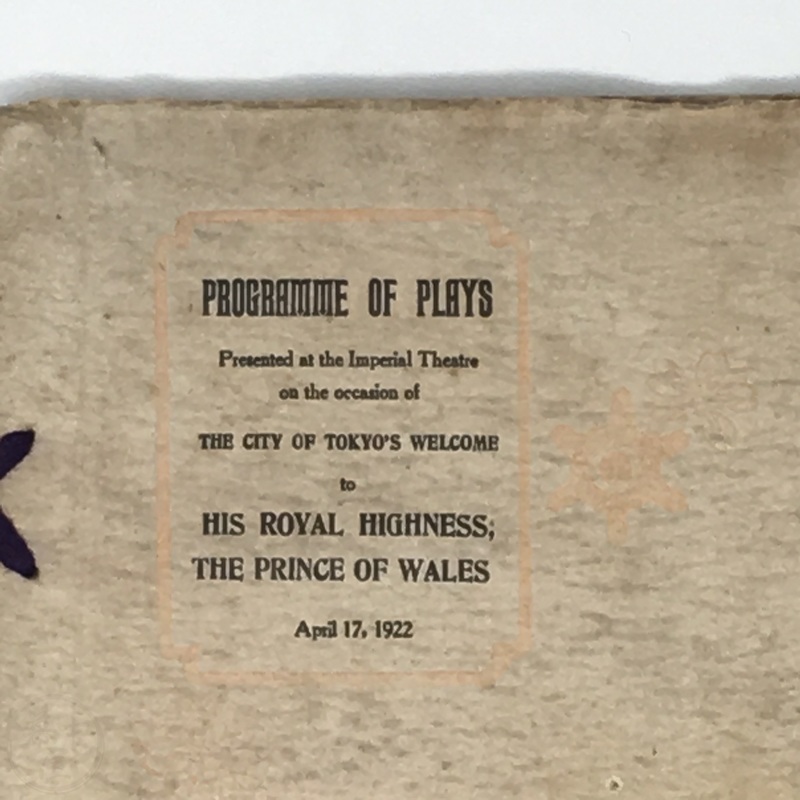 PROGRAMME OF PLAYS
Presented at the Imperial Theatre
on the occasion of
THE CITY OF TOKYO'S WELCOME
to
HIS ROYAL HIGHNESS;
THE PRINCE OF WALES
April 17, 1922